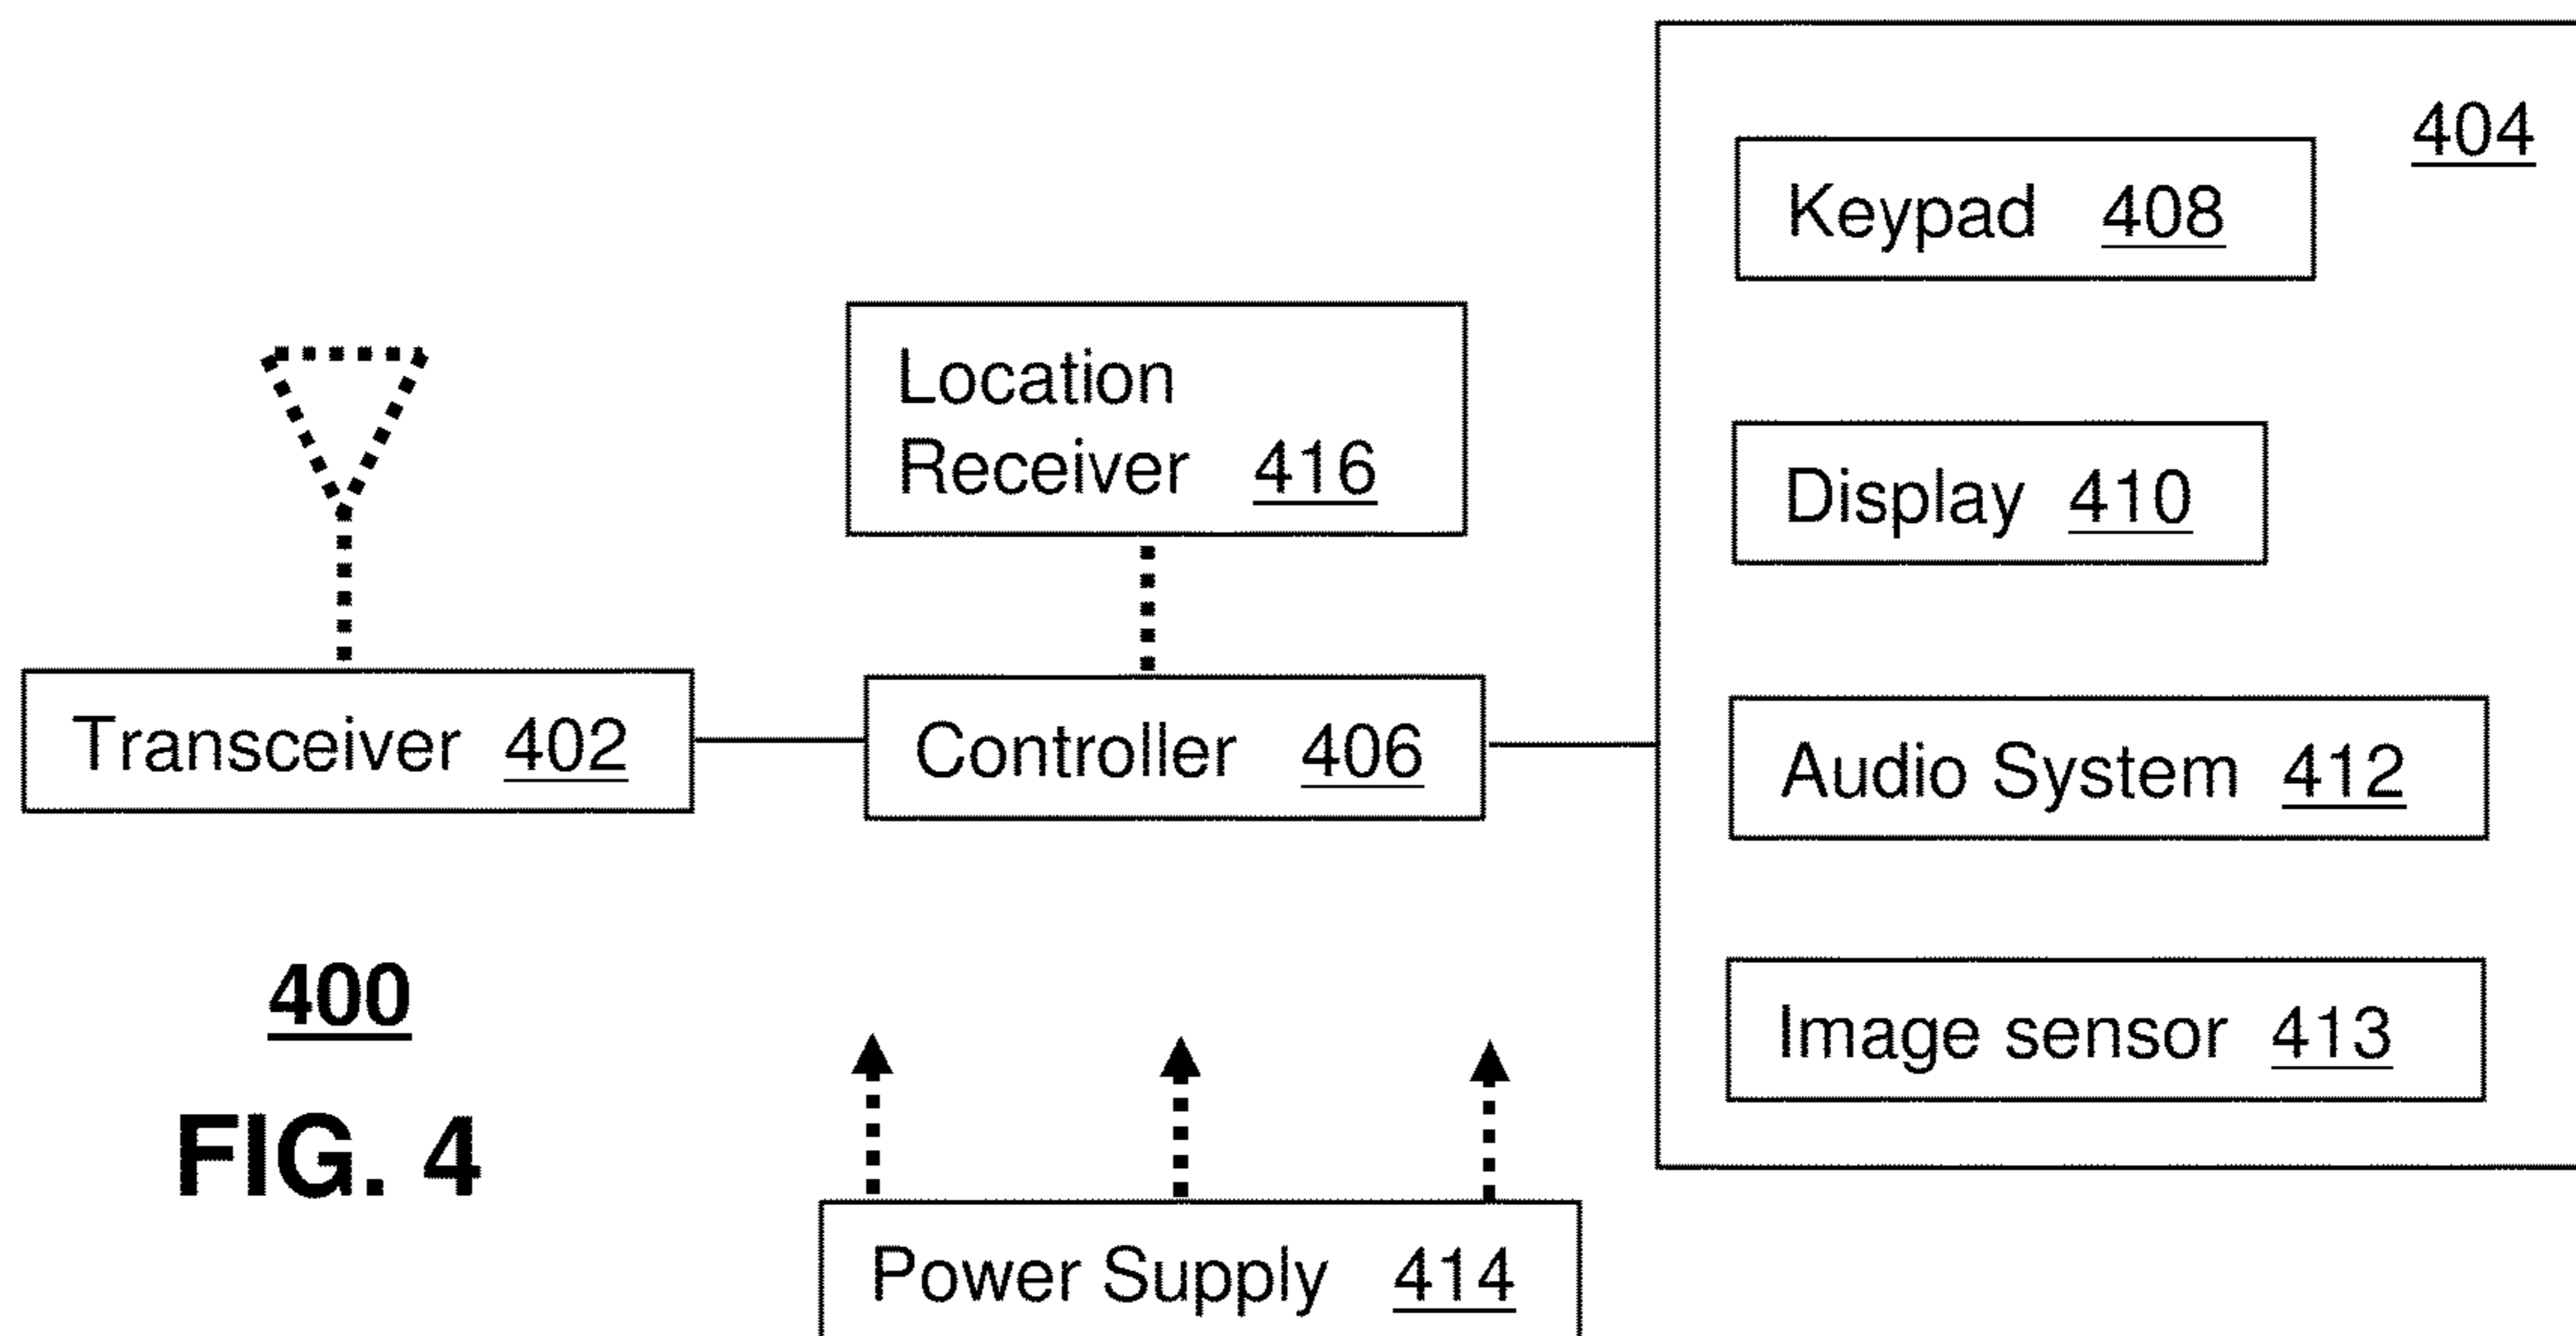 404
Keypad 408
Location
Receiver 416
Display 410
Transceiver 402
Controller 406
Audio System 412
Image sensor 413
400
FIG. 4
Power Supply 414